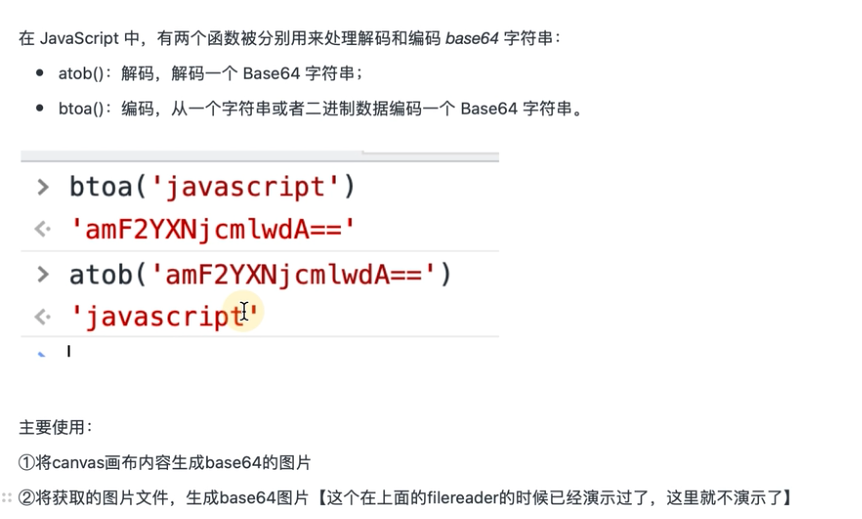 在 JavaScript 中，有两个函数被分别用来处理解码和编码 base64 字符串：
• atob()：解码，解码一个 Base64 字符串；
• btoa()：编码，从一个字符串或者二进制数据编码一个 Base64 字符串。
> btoa('javascript')
<· 'amF2YXNjcmlwdA=='
> atob('amF2YXNjcmlwdA==')
<· 'javascript'
主要使用：
①将canvas画布内容生成base64的图片
②将获取的图片文件，生成base64图片【这个在上面的filereader的时候已经演示过了，这里就不演示了】